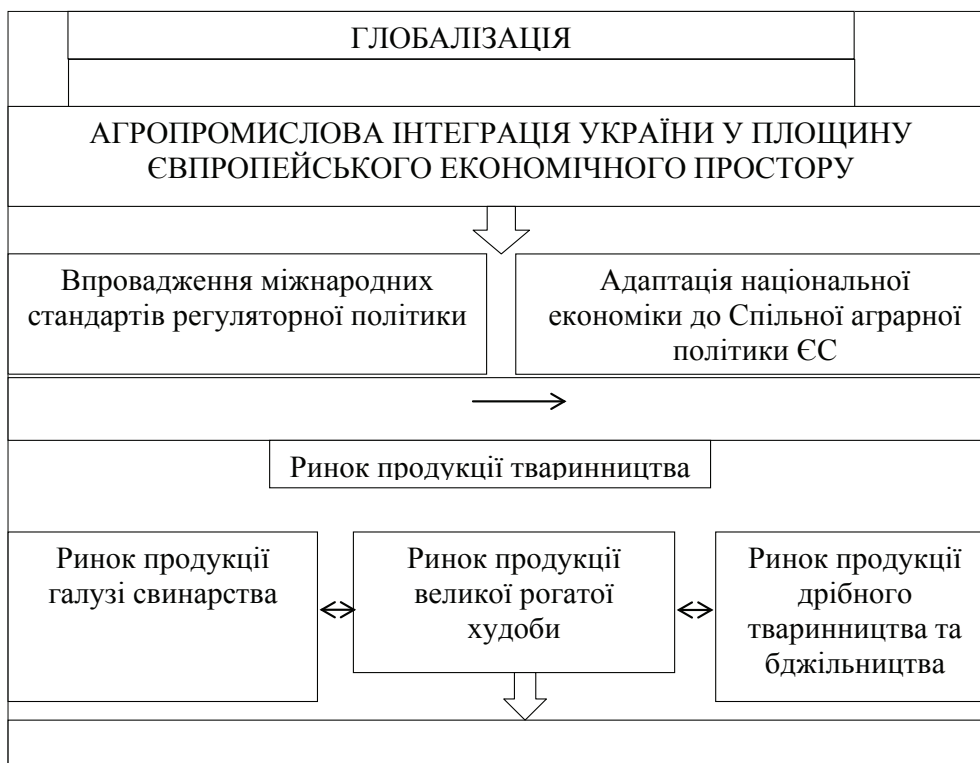 ГЛОБАЛІЗАЦІЯ
АГРОПРОМИСЛОВА ІНТЕГРАЦІЯ УКРАЇНИ У ПЛОЩИНУ
ЄВПРОПЕЙСЬКОГО ЕКОНОМІЧНОГО ПРОСТОРУ
Впровадження міжнародних
стандартів регуляторної політики
Адаптація національної
економіки до Спільної аграрної
політики ЄС
Ринок продукції тваринництва
Ринок продукції
галузі свинарства
Ринок продукції
великої рогатої
худоби
Ринок продукції
дрібного
тваринництва та
бджільництва